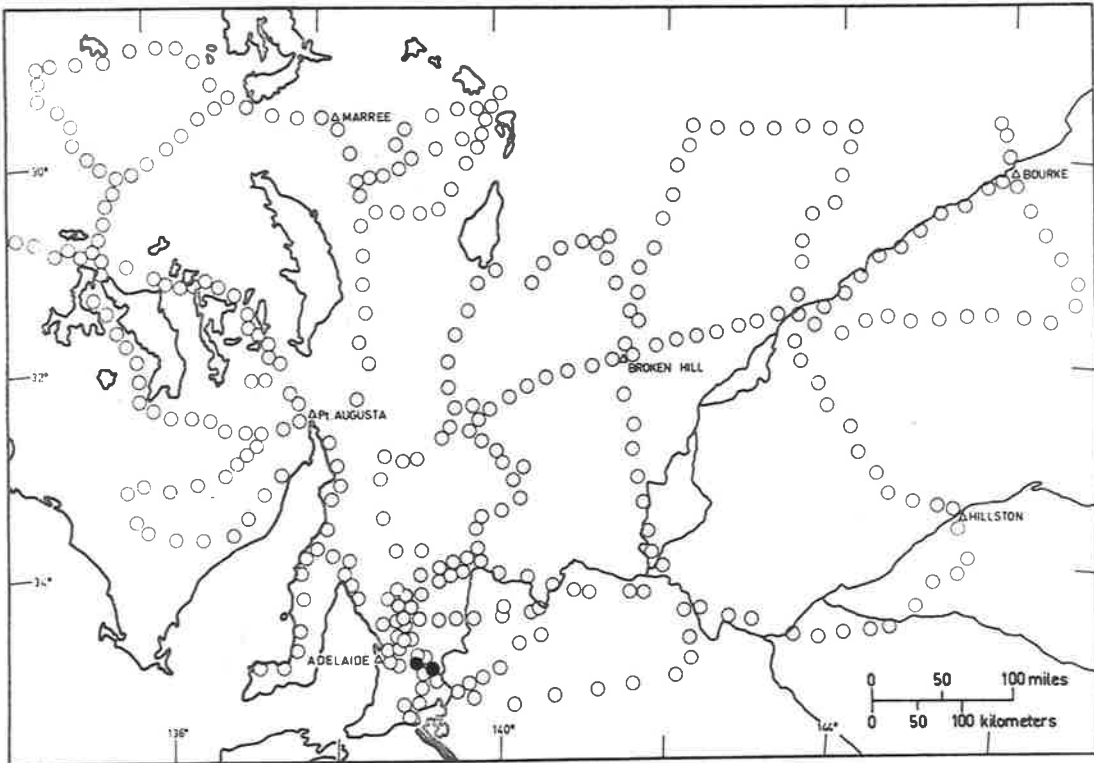 MARREE
30°
BOURKE
BROKEN HILL
32°
Pt. AUGUSTA
HILLSTON
34°
ADELAIDE
0 50 100 miles
0 50 100 kilometers
136°
140°
144°